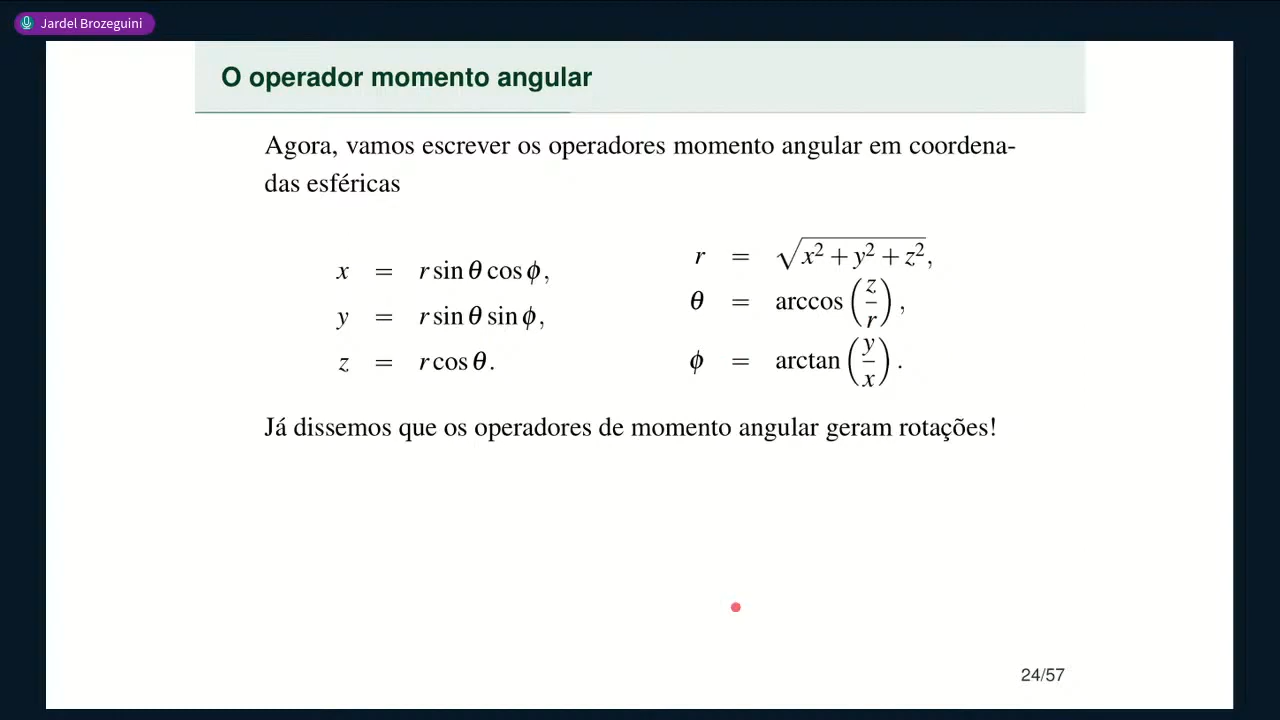 Jardel Brozeguini
O operador momento angular
Agora, vamos escrever os operadores momento angular em coordena-
das esféricas
x = r sin θ cos ϕ,
y = r sin θ sin ϕ,
z = r cos θ.
r = √(x² + y² + z²),
θ = arccos (z/r),
ϕ = arctan (y/x).
Já dissemos que os operadores de momento angular geram rotações!
24/57